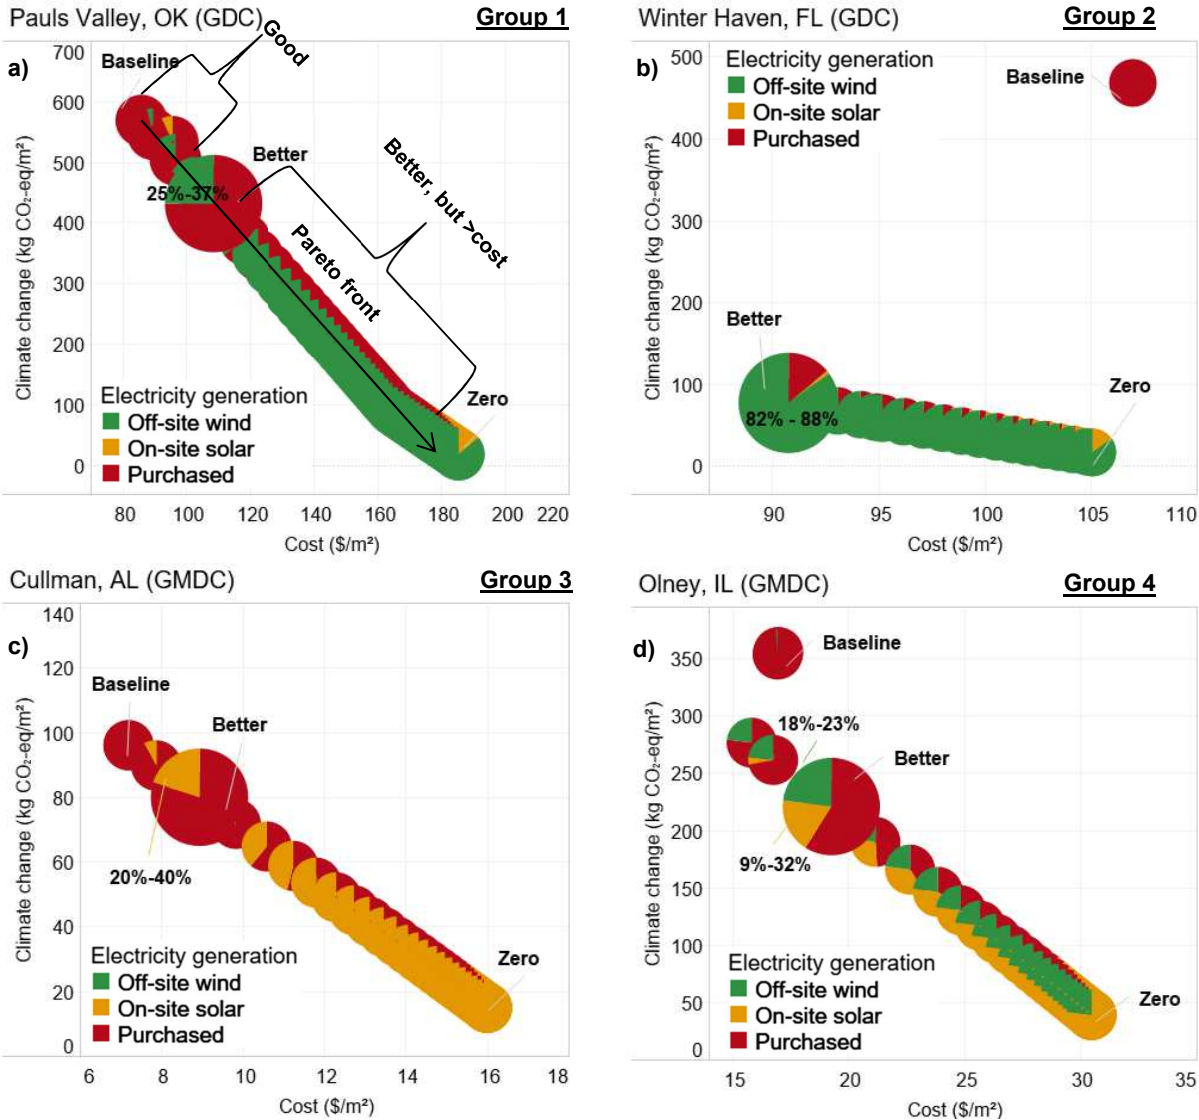 Pauls Valley, OK (GDC)
Group 1
a)
Climate change (kg CO₂-eq/m²)
700
600
500
400
300
200
100
0
Baseline
Good
Better
25%-37%
Better, but >cost
Pareto front
Zero
Electricity generation
Off-site wind
On-site solar
Purchased
80 100 120 140 160 180 200 220
Cost ($/m²)
Winter Haven, FL (GDC)
Group 2
b)
Climate change (kg CO₂-eq/m²)
500
400
300
200
100
0
Electricity generation
Off-site wind
On-site solar
Purchased
Baseline
Better
82% - 88%
Zero
90 95 100 105 110
Cost ($/m²)
Cullman, AL (GMDC)
Group 3
c)
Climate change (kg CO₂-eq/m²)
140
120
100
80
60
40
20
0
Baseline
Better
20%-40%
Zero
Electricity generation
Off-site wind
On-site solar
Purchased
6 8 10 12 14 16 18
Cost ($/m²)
Olney, IL (GMDC)
Group 4
d)
Climate change (kg CO₂-eq/m²)
350
300
250
200
150
100
50
0
Baseline
18%-23%
Better
9%-32%
Zero
Electricity generation
Off-site wind
On-site solar
Purchased
15 20 25 30 35
Cost ($/m²)